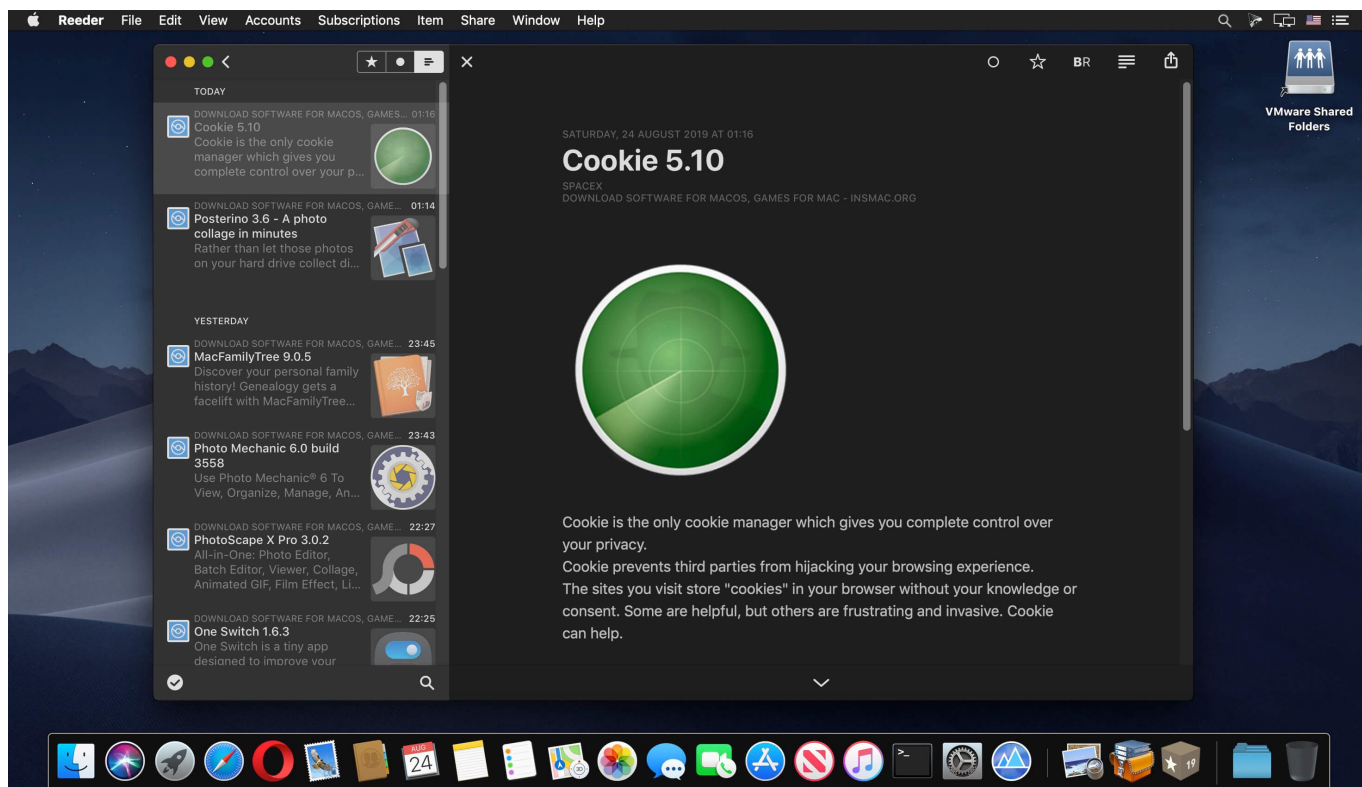 Reeder File Edit View Accounts Subscriptions Item Share Window Help
VMware Shared
Folders
TODAY
DOWNLOAD SOFTWARE FOR MACOS, GAMES... 01:16
Cookie 5.10
Cookie is the only cookie
manager which gives you
complete control over your p...
DOWNLOAD SOFTWARE FOR MACOS, GAME... 01:14
Posterino 3.6 - A photo
collage in minutes
Rather than let those photos
on your hard drive collect di...
YESTERDAY
DOWNLOAD SOFTWARE FOR MACOS, GAME... 23:45
MacFamilyTree 9.0.5
Discover your personal family
history! Genealogy gets a
facelift with MacFamilyTree...
DOWNLOAD SOFTWARE FOR MACOS, GAME... 23:43
Photo Mechanic 6.0 build
3558
Use Photo Mechanic® 6 To
View, Organize, Manage, An...
DOWNLOAD SOFTWARE FOR MACOS, GAME... 22:27
PhotoScape X Pro 3.0.2
All-in-One: Photo Editor,
Batch Editor, Viewer, Collage,
Animated GIF, Film Effect, Li...
DOWNLOAD SOFTWARE FOR MACOS, GAME... 22:25
One Switch 1.6.3
One Switch is a tiny app
designed to improve your
BR
SATURDAY, 24 AUGUST 2019 AT 01:16
Cookie 5.10
SPACEX
DOWNLOAD SOFTWARE FOR MACOS, GAMES FOR MAC - INSMAC.ORG
Cookie is the only cookie manager which gives you complete control over
your privacy.
Cookie prevents third parties from hijacking your browsing experience.
The sites you visit store "cookies" in your browser without your knowledge or
consent. Some are helpful, but others are frustrating and invasive. Cookie
can help.
AUG
24
3D
>_
19